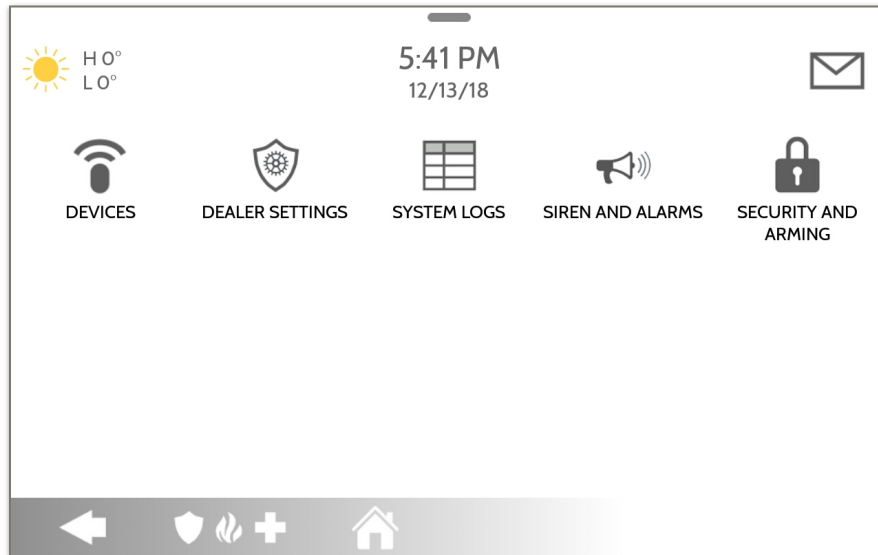 H 0°
L 0°
5:41 PM
12/13/18
DEVICES
DEALER SETTINGS
SYSTEM LOGS
SIREN AND ALARMS
SECURITY AND
ARMING